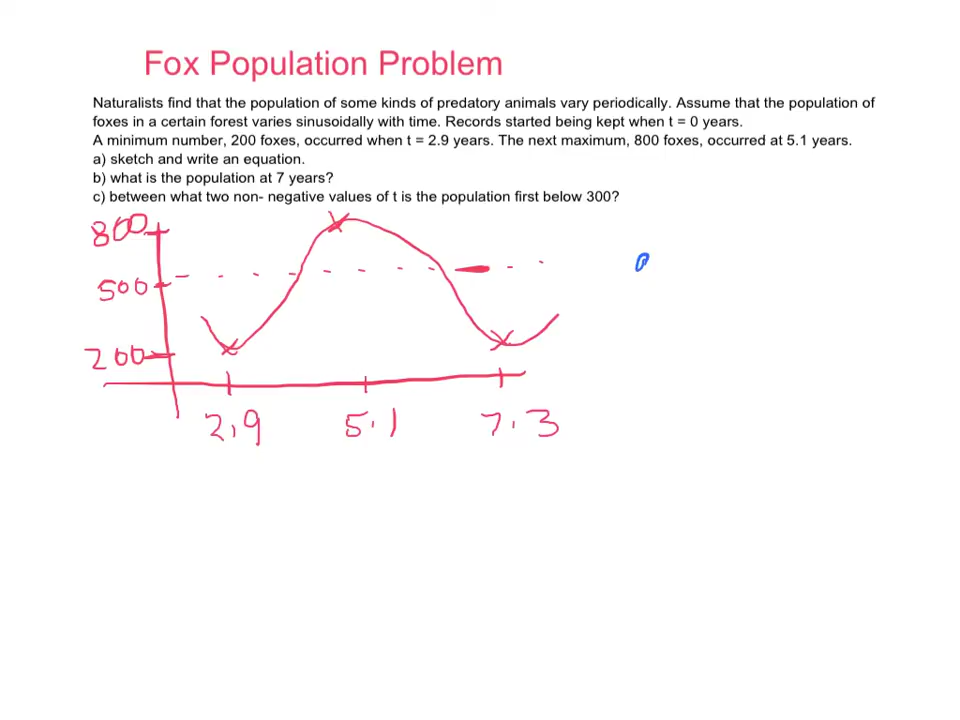 Fox Population Problem
Naturalists find that the population of some kinds of predatory animals vary periodically. Assume that the population of
foxes in a certain forest varies sinusoidally with time. Records started being kept when t = 0 years.
A minimum number, 200 foxes, occurred when t = 2.9 years. The next maximum, 800 foxes, occurred at 5.1 years.
a) sketch and write an equation.
b) what is the population at 7 years?
c) between what two non- negative values of t is the population first below 300?
800
500
200
2.9 5.1 7.3